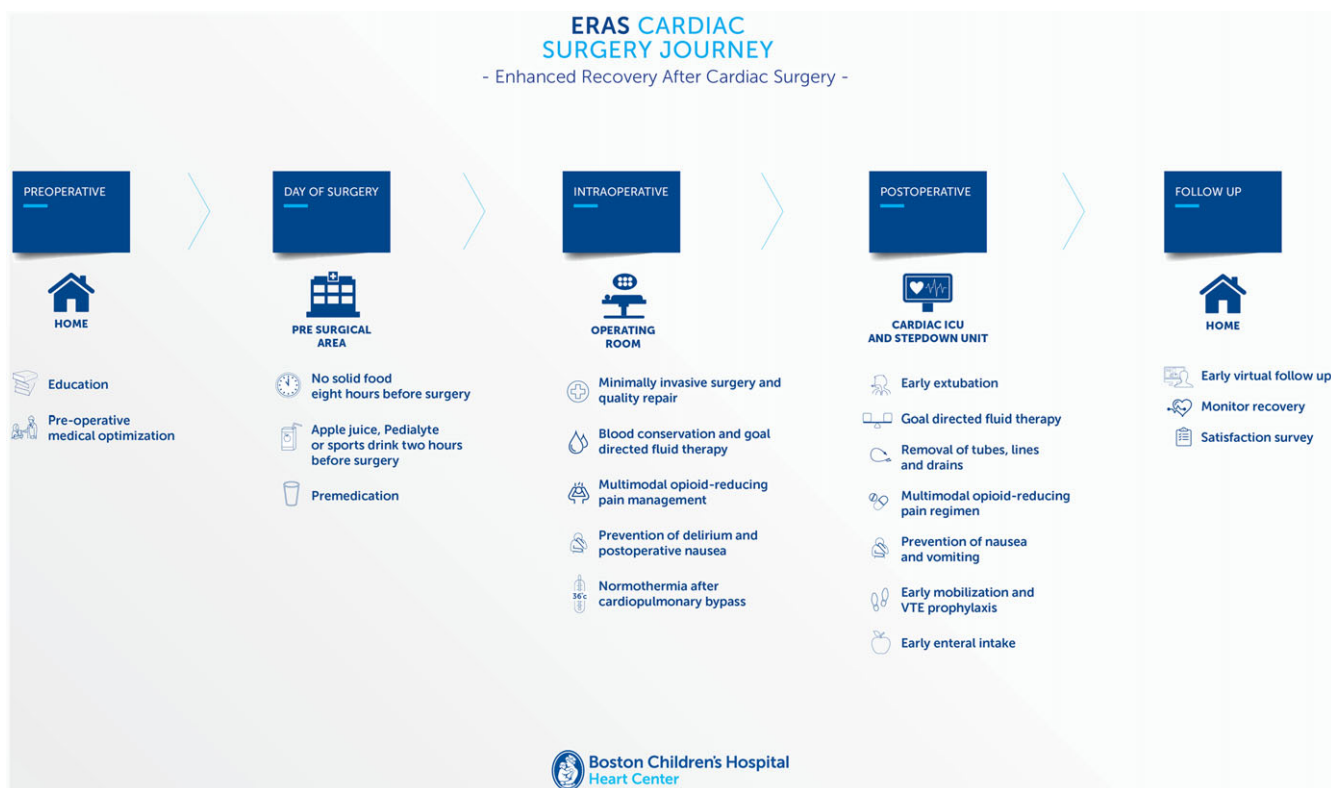 ERAS CARDIAC
SURGERY JOURNEY
- Enhanced Recovery After Cardiac Surgery -
PREOPERATIVE
HOME
Education
Pre-operative
medical optimization
DAY OF SURGERY
PRE SURGICAL
AREA
No solid food
eight hours before surgery
Apple juice, Pedialyte
or sports drink two hours
before surgery
Premedication
INTRAOPERATIVE
OPERATING
ROOM
Minimally invasive surgery and
quality repair
Blood conservation and goal
directed fluid therapy
Multimodal opioid-reducing
pain management
Prevention of delirium and
postoperative nausea
36°c
Normothermia after
cardiopulmonary bypass
POSTOPERATIVE
CARDIAC ICU
AND STEPDOWN UNIT
Early extubation
Goal directed fluid therapy
Removal of tubes, lines
and drains
Multimodal opioid-reducing
pain regimen
Prevention of nausea
and vomiting
Early mobilization and
VTE prophylaxis
Early enteral intake
FOLLOW UP
HOME
Early virtual follow up
Monitor recovery
Satisfaction survey
Boston Children's Hospital
Heart Center